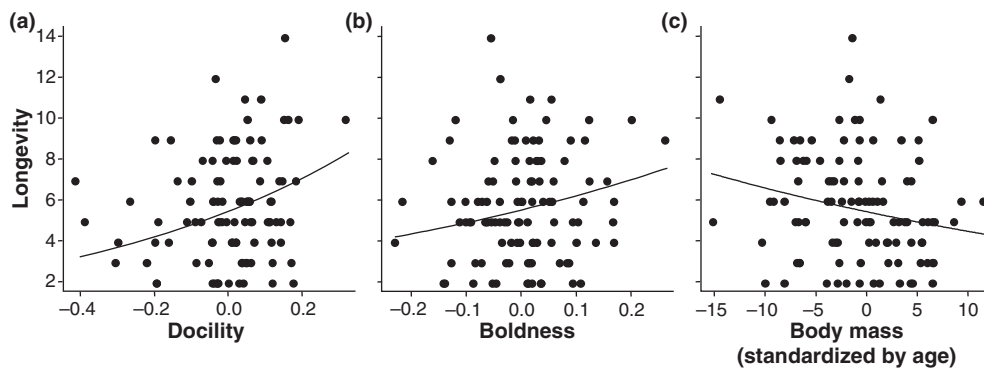 (a) (b) (c)
Longevity
14
12
10
8
6
4
2
−0.4 −0.2 0.0 0.2
−0.2 −0.1 0.0 0.1 0.2
−15 −10 −5 0 5 10
Docility Boldness Body mass
(standardized by age)